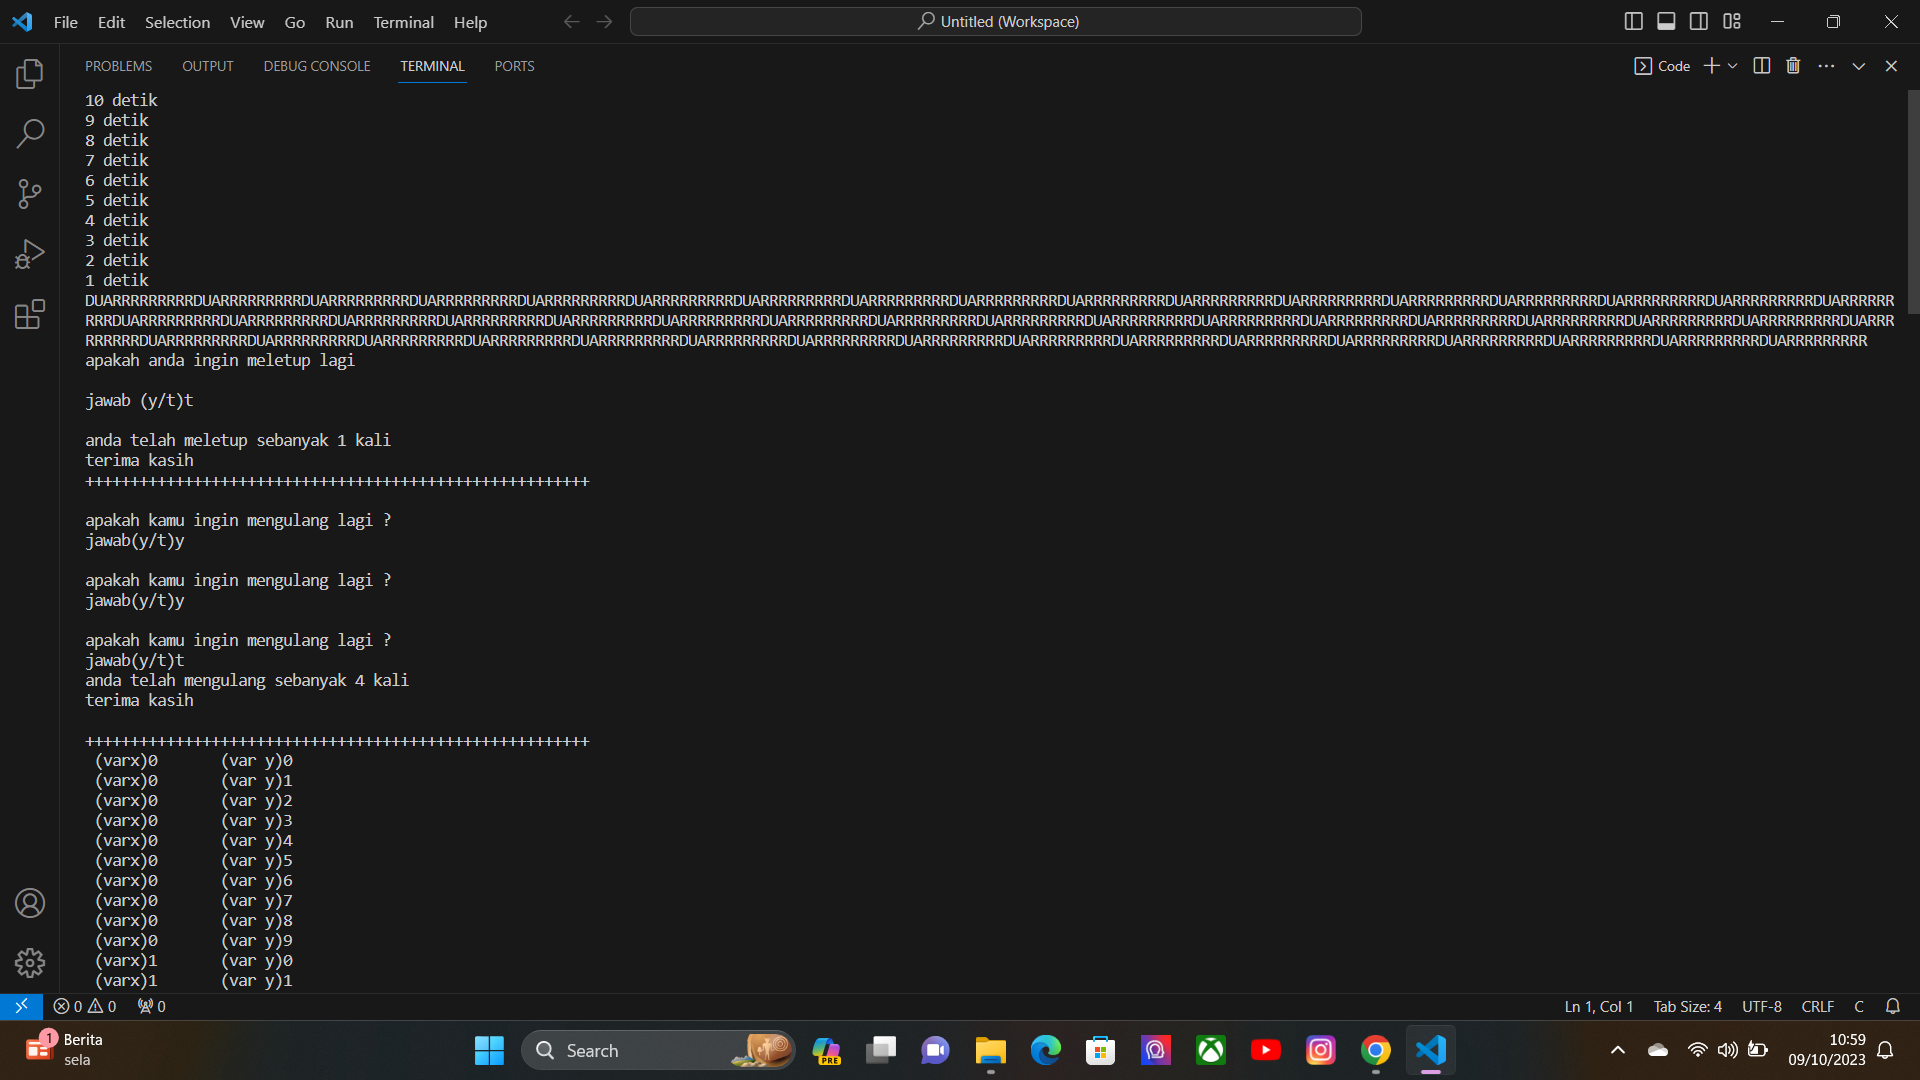 File Edit Selection View Go Run Terminal Help
Untitled (Workspace)
PROBLEMS OUTPUT DEBUG CONSOLE TERMINAL PORTS
Code
10 detik
9 detik
8 detik
7 detik
6 detik
5 detik
4 detik
3 detik
2 detik
1 detik
DUARRRRRRRRRDUARRRRRRRRRDUARRRRRRRRRDUARRRRRRRRRDUARRRRRRRRRDUARRRRRRRRRDUARRRRRRRRRDUARRRRRRRRRDUARRRRRRRRRDUARRRRRRRRRDUARRRRRRRRRDUARRRRRRRRRDUARRRRRRRRRDUARRRRRRRRRDUARRRRRRRRRDUARRRRRRRRRDUARRRRRR
RRRDUARRRRRRRRRDUARRRRRRRRRDUARRRRRRRRRDUARRRRRRRRRDUARRRRRRRRRDUARRRRRRRRRDUARRRRRRRRRDUARRRRRRRRRDUARRRRRRRRRDUARRRRRRRRRDUARRRRRRRRRDUARRRRRRRRRDUARRRRRRRRRDUARRRRRRRRRDUARRRRRRRRRDUARRRRRRRRRDUARRR
RRRRRRDUARRRRRRRRRDUARRRRRRRRRDUARRRRRRRRRDUARRRRRRRRRDUARRRRRRRRRDUARRRRRRRRRDUARRRRRRRRRDUARRRRRRRRRDUARRRRRRRRRDUARRRRRRRRRDUARRRRRRRRRDUARRRRRRRRRDUARRRRRRRRRDUARRRRRRRRRDUARRRRRRRRRDUARRRRRRRRR
apakah anda ingin meletup lagi
jawab (y/t)t
anda telah meletup sebanyak 1 kali
terima kasih
++++++++++++++++++++++++++++++++++++++++++++++++++++++++
apakah kamu ingin mengulang lagi ?
jawab(y/t)y
apakah kamu ingin mengulang lagi ?
jawab(y/t)y
apakah kamu ingin mengulang lagi ?
jawab(y/t)t
anda telah mengulang sebanyak 4 kali
terima kasih
++++++++++++++++++++++++++++++++++++++++++++++++++++++++
(varx)0 (var y)0
(varx)0 (var y)1
(varx)0 (var y)2
(varx)0 (var y)3
(varx)0 (var y)4
(varx)0 (var y)5
(varx)0 (var y)6
(varx)0 (var y)7
(varx)0 (var y)8
(varx)0 (var y)9
(varx)1 (var y)0
(varx)1 (var y)1
0 0 0 Ln 1, Col 1 Tab Size: 4 UTF-8 CRLF C
1 Berita
sela
Search
PRE
10:59
09/10/2023